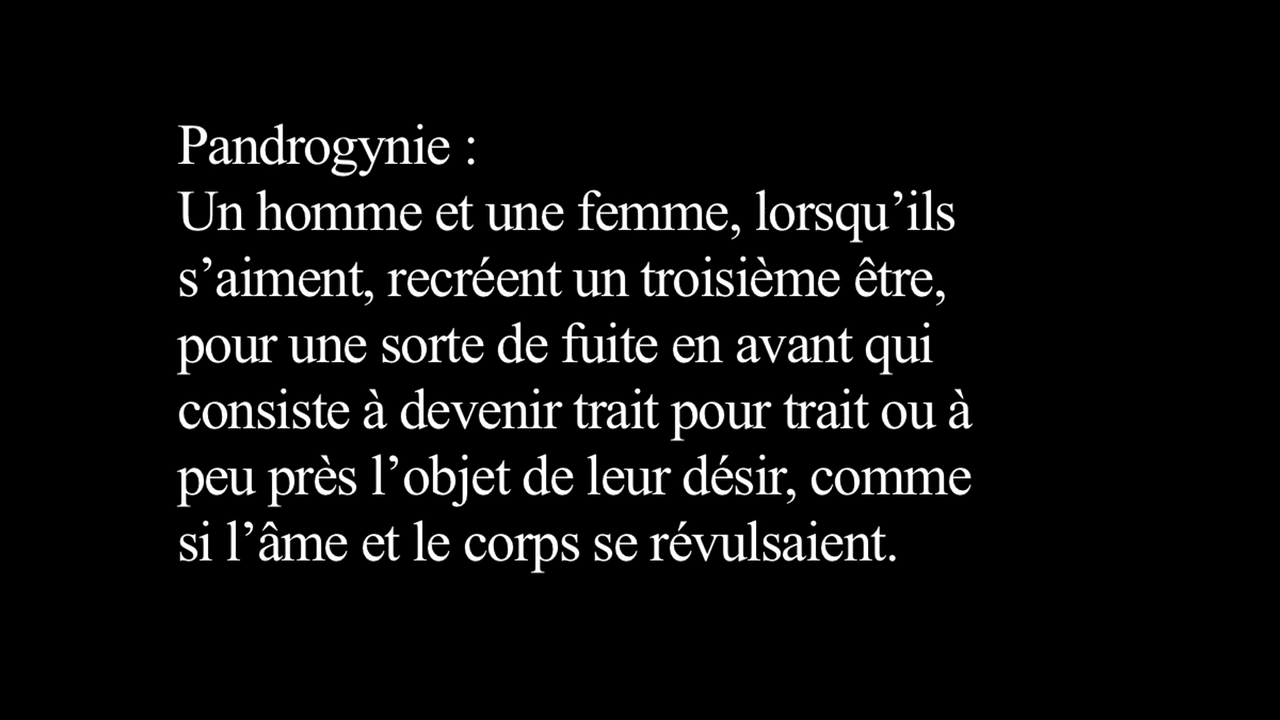 Pandrogynie :
Un homme et une femme, lorsqu’ils
s’aiment, recréent un troisième être,
pour une sorte de fuite en avant qui
consiste à devenir trait pour trait ou à
peu près l’objet de leur désir, comme
si l’âme et le corps se révulsaient.